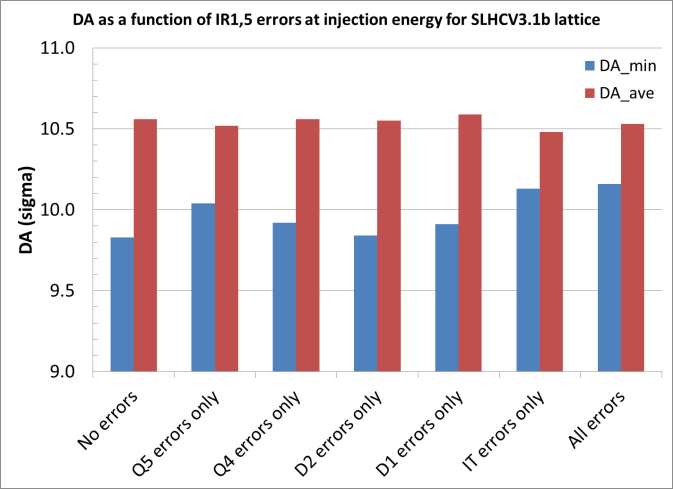 DA as a function of IR1,5 errors at injection energy for SLHCV3.1b lattice
DA_min
DA_ave
DA (sigma)
11.0
10.5
10.0
9.5
9.0
No errors
Q5 errors only
Q4 errors only
D2 errors only
D1 errors only
IT errors only
All errors